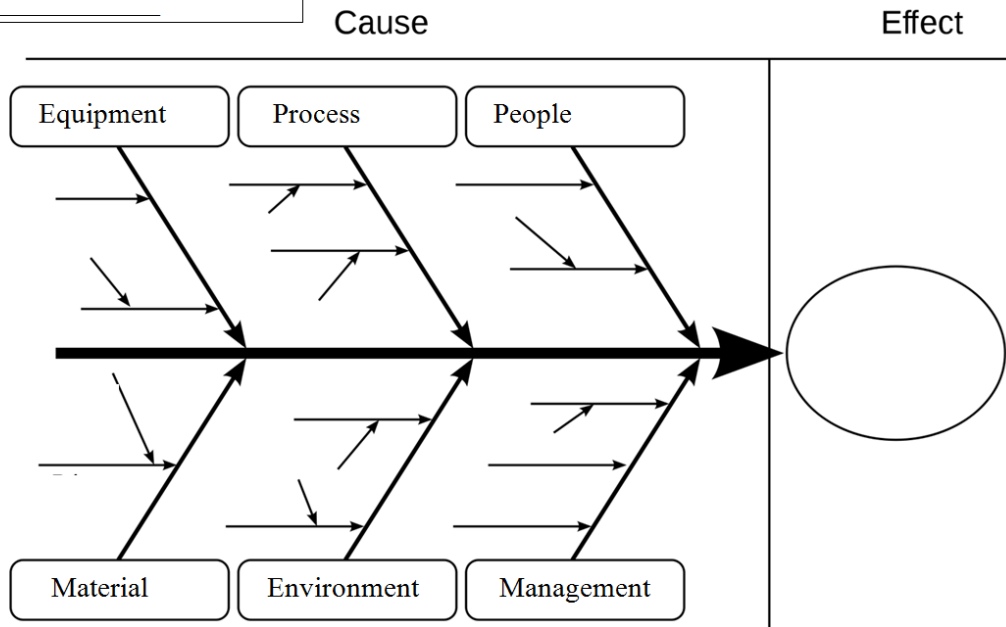 Cause
Effect
Equipment
Process
People
Material
Environment
Management